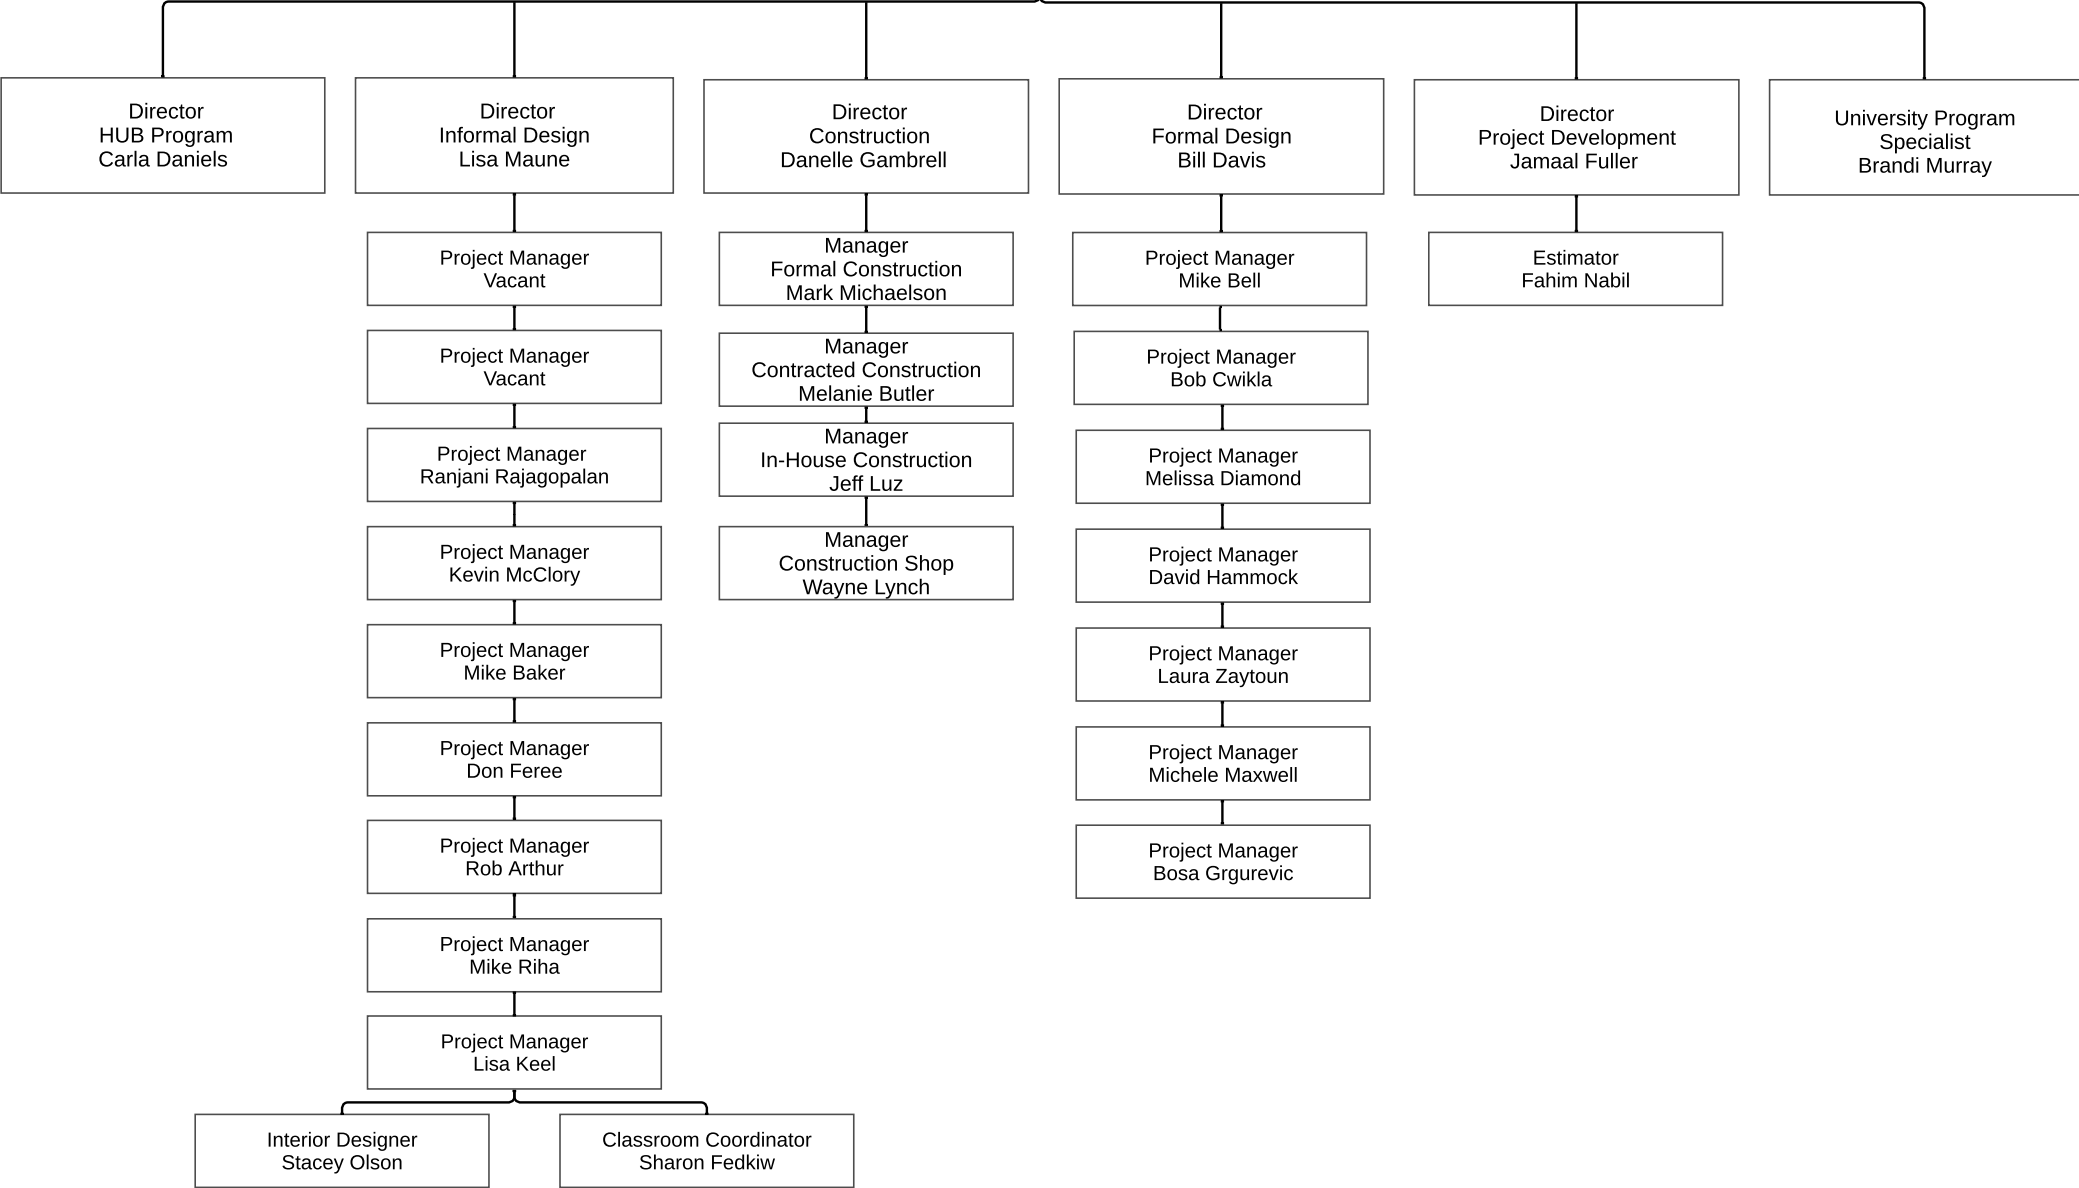 Director
HUB Program
Carla Daniels
Director
Informal Design
Lisa Maune
Director
Construction
Danelle Gambrell
Director
Formal Design
Bill Davis
Director
Project Development
Jamaal Fuller
University Program
Specialist
Brandi Murray
Project Manager
Vacant
Project Manager
Vacant
Project Manager
Ranjani Rajagopalan
Project Manager
Kevin McClory
Project Manager
Mike Baker
Project Manager
Don Feree
Project Manager
Rob Arthur
Project Manager
Mike Riha
Project Manager
Lisa Keel
Interior Designer
Stacey Olson
Classroom Coordinator
Sharon Fedkiw
Manager
Formal Construction
Mark Michaelson
Manager
Contracted Construction
Melanie Butler
Manager
In-House Construction
Jeff Luz
Manager
Construction Shop
Wayne Lynch
Project Manager
Mike Bell
Project Manager
Bob Cwikla
Project Manager
Melissa Diamond
Project Manager
David Hammock
Project Manager
Laura Zaytoun
Project Manager
Michele Maxwell
Project Manager
Bosa Grgurevic
Estimator
Fahim Nabil